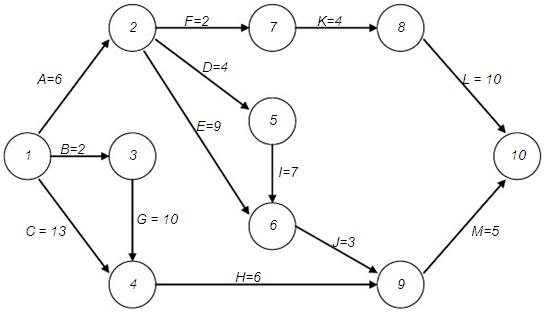 2
F=2
7
K=4
8
A=6
D=4
L = 10
5
E=9
1
B=2
3
10
I=7
G = 10
C = 13
6
J=3
M=5
4
H=6
9